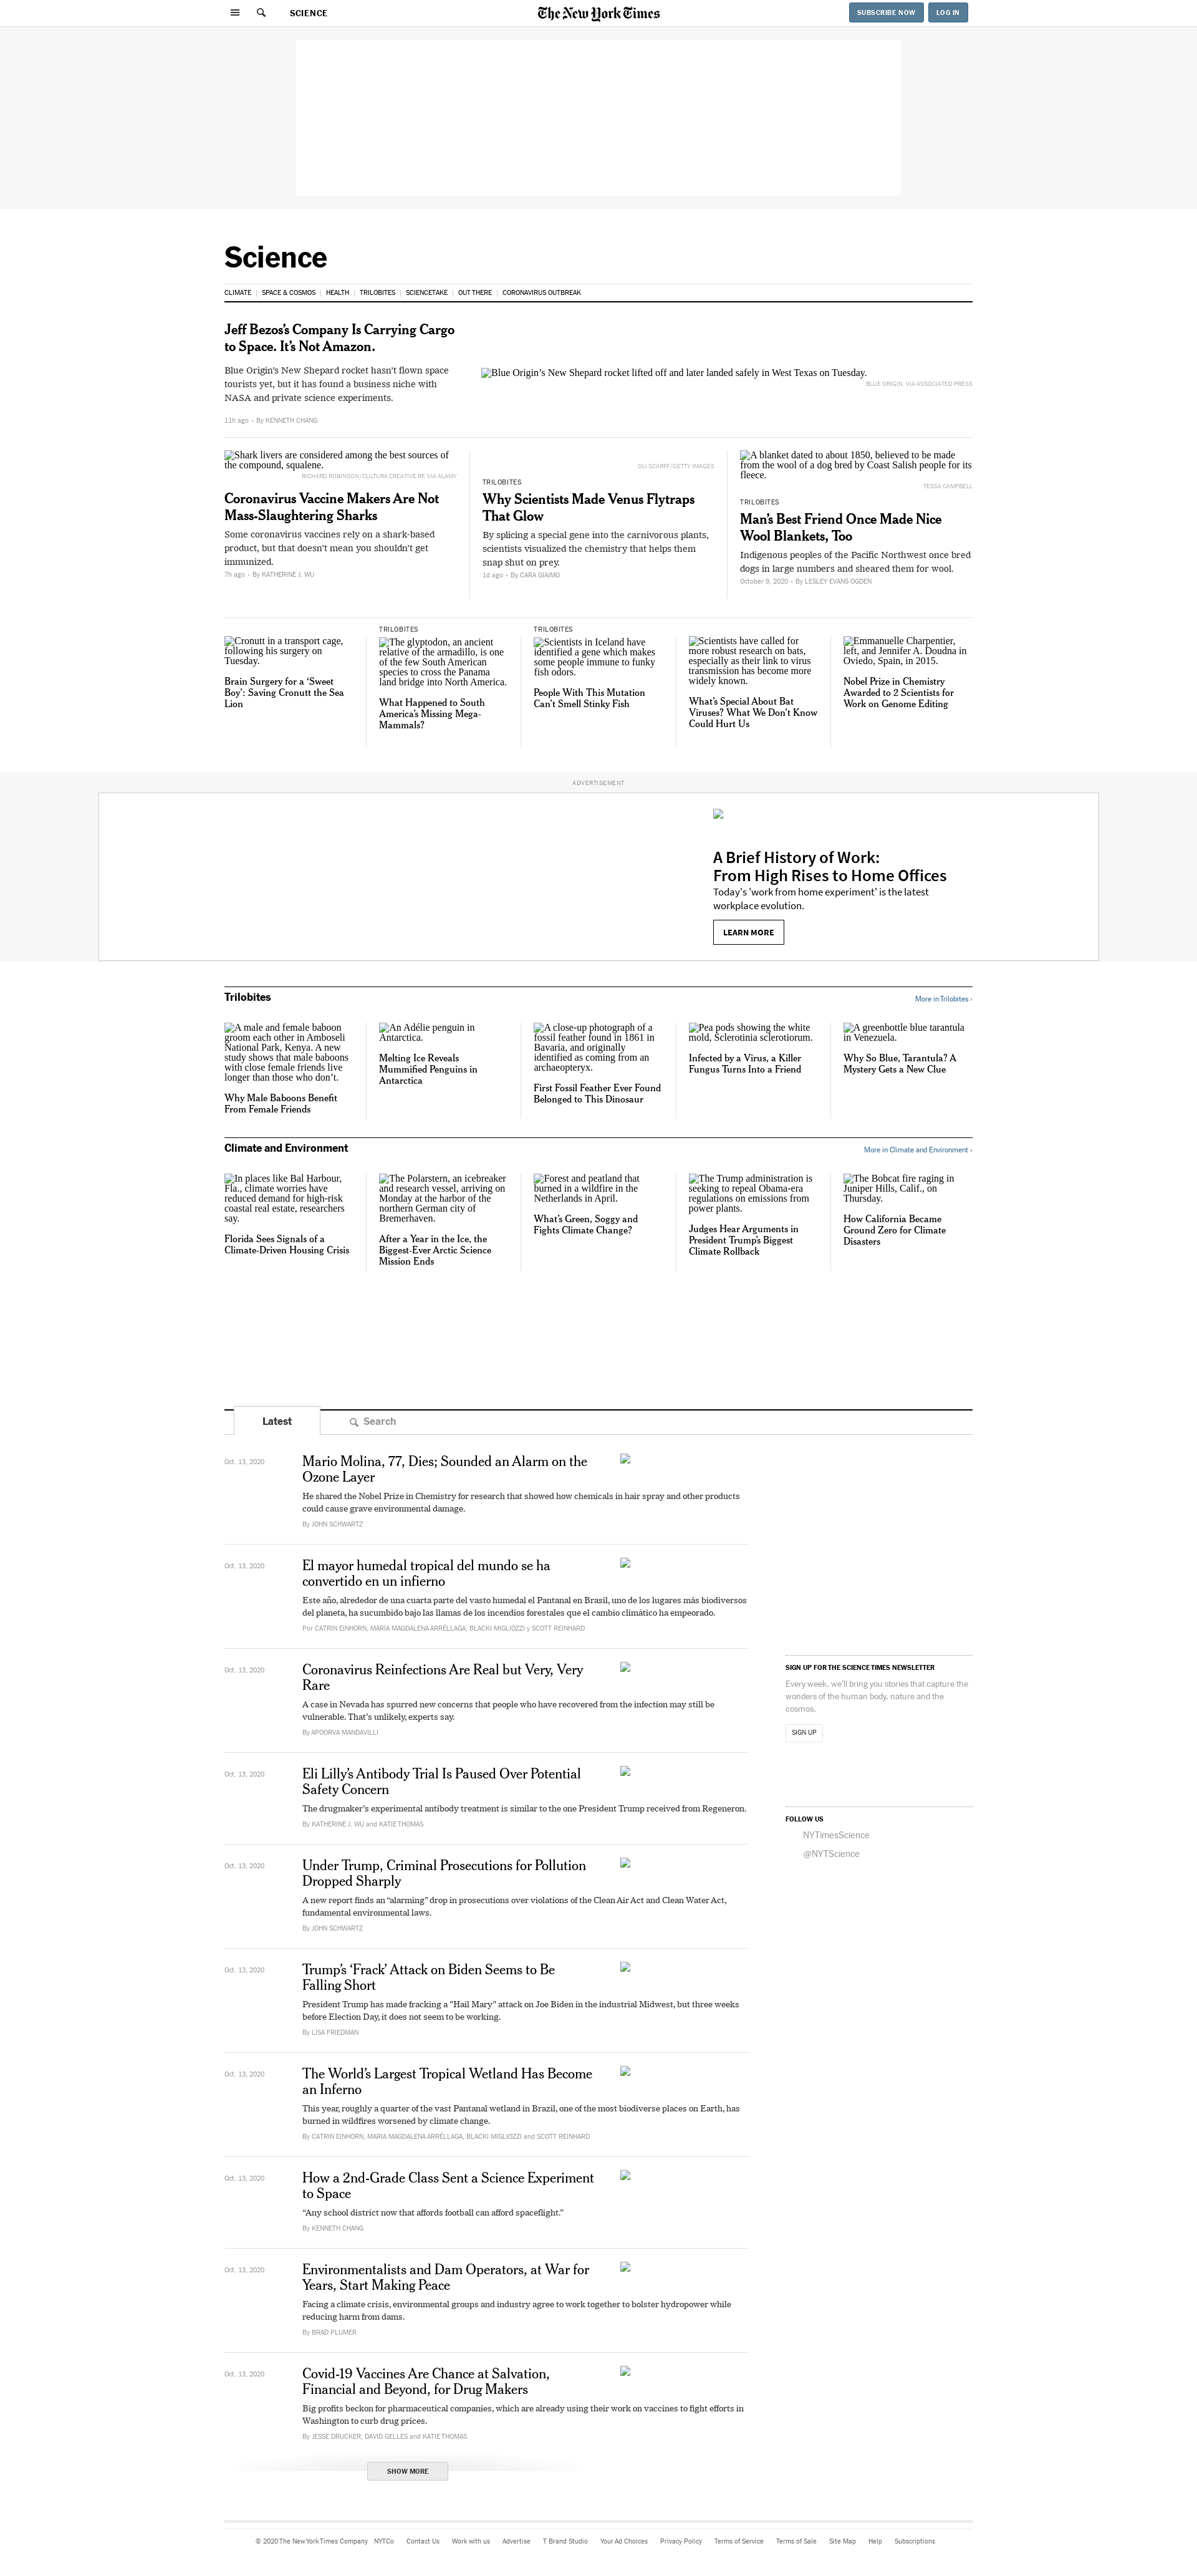 SCIENCE
The New York Times
SUBSCRIBE NOW
LOG IN
Science
CLIMATE
SPACE & COSMOS
HEALTH
TRILOBITES
SCIENCETAKE
OUT THERE
CORONAVIRUS OUTBREAK
Jeff Bezos’s Company Is Carrying Cargo
to Space. It’s Not Amazon.
Blue Origin’s New Shepard rocket hasn’t flown space
tourists yet, but it has found a business niche with
NASA and private science experiments.
11h ago • By KENNETH CHANG
Blue Origin’s New Shepard rocket lifted off and later landed safely in West Texas on Tuesday.
BLUE ORIGIN, VIA ASSOCIATED PRESS
Shark livers are considered among the best sources of
the compound, squalene.
RICHARD ROBINSON/CULTURA CREATIVE RF, VIA ALAMY
Coronavirus Vaccine Makers Are Not
Mass-Slaughtering Sharks
Some coronavirus vaccines rely on a shark-based
product, but that doesn’t mean you shouldn’t get
immunized.
7h ago • By KATHERINE J. WU
OLI SCARFF/GETTY IMAGES
TRILOBITES
Why Scientists Made Venus Flytraps
That Glow
By splicing a special gene into the carnivorous plants,
scientists visualized the chemistry that helps them
snap shut on prey.
1d ago • By CARA GIAIMO
A blanket dated to about 1850, believed to be made
from the wool of a dog bred by Coast Salish people for its
fleece.
TESSA CAMPBELL
TRILOBITES
Man’s Best Friend Once Made Nice
Wool Blankets, Too
Indigenous peoples of the Pacific Northwest once bred
dogs in large numbers and sheared them for wool.
October 9, 2020 • By LESLEY EVANS OGDEN
Cronutt in a transport cage,
following his surgery on
Tuesday.
Brain Surgery for a ‘Sweet
Boy’: Saving Cronutt the Sea
Lion
TRILOBITES
The glyptodon, an ancient
relative of the armadillo, is one
of the few South American
species to cross the Panama
land bridge into North America.
What Happened to South
America’s Missing Mega-
Mammals?
TRILOBITES
Scientists in Iceland have
identified a gene which makes
some people immune to funky
fish odors.
People With This Mutation
Can’t Smell Stinky Fish
Scientists have called for
more robust research on bats,
especially as their link to virus
transmission has become more
widely known.
What’s Special About Bat
Viruses? What We Don’t Know
Could Hurt Us
Emmanuelle Charpentier,
left, and Jennifer A. Doudna in
Oviedo, Spain, in 2015.
Nobel Prize in Chemistry
Awarded to 2 Scientists for
Work on Genome Editing
ADVERTISEMENT
A Brief History of Work:
From High Rises to Home Offices
Today's 'work from home experiment' is the latest
workplace evolution.
LEARN MORE
Trilobites
More in Trilobites ›
A male and female baboon
groom each other in Amboseli
National Park, Kenya. A new
study shows that male baboons
with close female friends live
longer than those who don’t.
Why Male Baboons Benefit
From Female Friends
An Adélie penguin in
Antarctica.
Melting Ice Reveals
Mummified Penguins in
Antarctica
A close-up photograph of a
fossil feather found in 1861 in
Bavaria, and originally
identified as coming from an
archaeopteryx.
First Fossil Feather Ever Found
Belonged to This Dinosaur
Pea pods showing the white
mold, Sclerotinia sclerotiorum.
Infected by a Virus, a Killer
Fungus Turns Into a Friend
A greenbottle blue tarantula
in Venezuela.
Why So Blue, Tarantula? A
Mystery Gets a New Clue
Climate and Environment
More in Climate and Environment ›
In places like Bal Harbour,
Fla., climate worries have
reduced demand for high-risk
coastal real estate, researchers
say.
Florida Sees Signals of a
Climate-Driven Housing Crisis
The Polarstern, an icebreaker
and research vessel, arriving on
Monday at the harbor of the
northern German city of
Bremerhaven.
After a Year in the Ice, the
Biggest-Ever Arctic Science
Mission Ends
Forest and peatland that
burned in a wildfire in the
Netherlands in April.
What’s Green, Soggy and
Fights Climate Change?
The Trump administration is
seeking to repeal Obama-era
regulations on emissions from
power plants.
Judges Hear Arguments in
President Trump’s Biggest
Climate Rollback
The Bobcat fire raging in
Juniper Hills, Calif., on
Thursday.
How California Became
Ground Zero for Climate
Disasters
Latest
Search
Oct. 13, 2020
Mario Molina, 77, Dies; Sounded an Alarm on the
Ozone Layer
He shared the Nobel Prize in Chemistry for research that showed how chemicals in hair spray and other products
could cause grave environmental damage.
By JOHN SCHWARTZ
Oct. 13, 2020
El mayor humedal tropical del mundo se ha
convertido en un infierno
Este año, alrededor de una cuarta parte del vasto humedal el Pantanal en Brasil, uno de los lugares más biodiversos
del planeta, ha sucumbido bajo las llamas de los incendios forestales que el cambio climático ha empeorado.
Por CATRIN EINHORN, MARIA MAGDALENA ARRÉLLAGA, BLACKI MIGLIOZZI y SCOTT REINHARD
Oct. 13, 2020
Coronavirus Reinfections Are Real but Very, Very
Rare
A case in Nevada has spurred new concerns that people who have recovered from the infection may still be
vulnerable. That’s unlikely, experts say.
By APOORVA MANDAVILLI
Oct. 13, 2020
Eli Lilly’s Antibody Trial Is Paused Over Potential
Safety Concern
The drugmaker’s experimental antibody treatment is similar to the one President Trump received from Regeneron.
By KATHERINE J. WU and KATIE THOMAS
Oct. 13, 2020
Under Trump, Criminal Prosecutions for Pollution
Dropped Sharply
A new report finds an “alarming” drop in prosecutions over violations of the Clean Air Act and Clean Water Act,
fundamental environmental laws.
By JOHN SCHWARTZ
Oct. 13, 2020
Trump’s ‘Frack’ Attack on Biden Seems to Be
Falling Short
President Trump has made fracking a "Hail Mary" attack on Joe Biden in the industrial Midwest, but three weeks
before Election Day, it does not seem to be working.
By LISA FRIEDMAN
Oct. 13, 2020
The World’s Largest Tropical Wetland Has Become
an Inferno
This year, roughly a quarter of the vast Pantanal wetland in Brazil, one of the most biodiverse places on Earth, has
burned in wildfires worsened by climate change.
By CATRIN EINHORN, MARIA MAGDALENA ARRÉLLAGA, BLACKI MIGLIOZZI and SCOTT REINHARD
Oct. 13, 2020
How a 2nd-Grade Class Sent a Science Experiment
to Space
“Any school district now that affords football can afford spaceflight.”
By KENNETH CHANG
Oct. 13, 2020
Environmentalists and Dam Operators, at War for
Years, Start Making Peace
Facing a climate crisis, environmental groups and industry agree to work together to bolster hydropower while
reducing harm from dams.
By BRAD PLUMER
Oct. 13, 2020
Covid-19 Vaccines Are Chance at Salvation,
Financial and Beyond, for Drug Makers
Big profits beckon for pharmaceutical companies, which are already using their work on vaccines to fight efforts in
Washington to curb drug prices.
By JESSE DRUCKER, DAVID GELLES and KATIE THOMAS
SHOW MORE
SIGN UP FOR THE SCIENCE TIMES NEWSLETTER
Every week, we'll bring you stories that capture the
wonders of the human body, nature and the
cosmos.
SIGN UP
FOLLOW US
NYTimesScience
@NYTScience
© 2020 The New York Times Company
NYTCo
Contact Us
Work with us
Advertise
T Brand Studio
Your Ad Choices
Privacy Policy
Terms of Service
Terms of Sale
Site Map
Help
Subscriptions